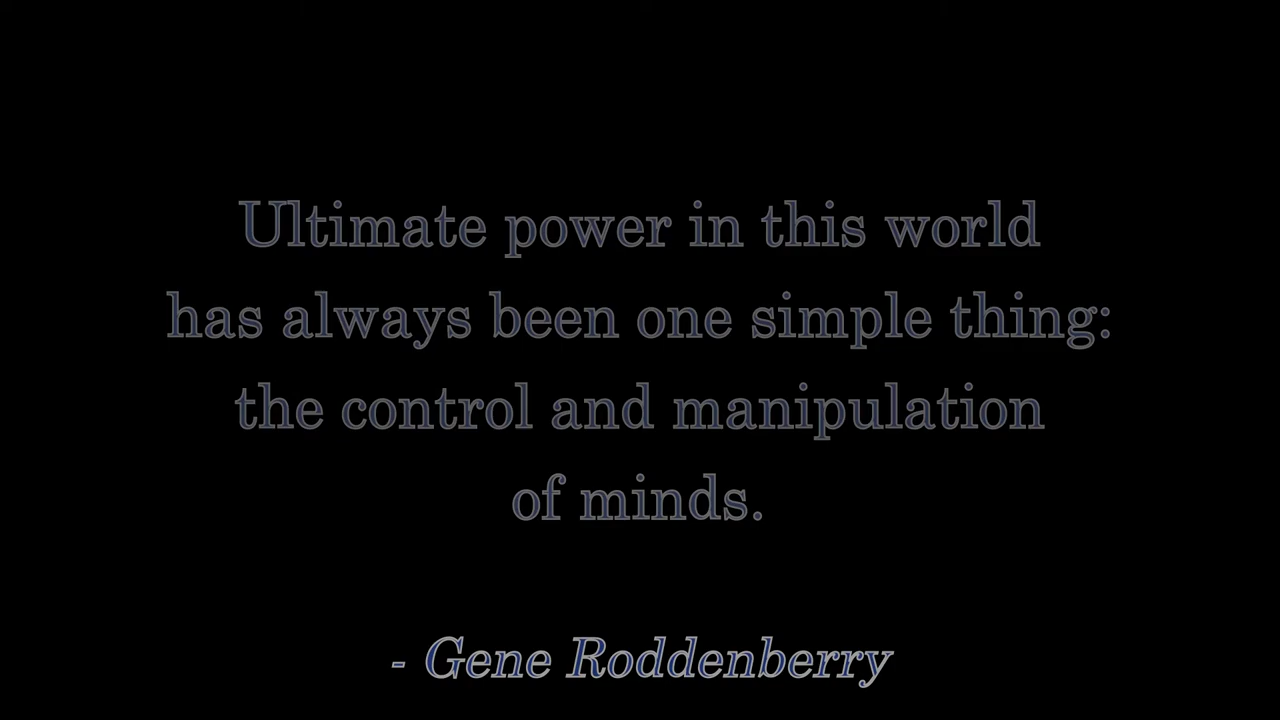 Ultimate power in this world
has always been one simple thing:
the control and manipulation
of minds.
- Gene Roddenberry